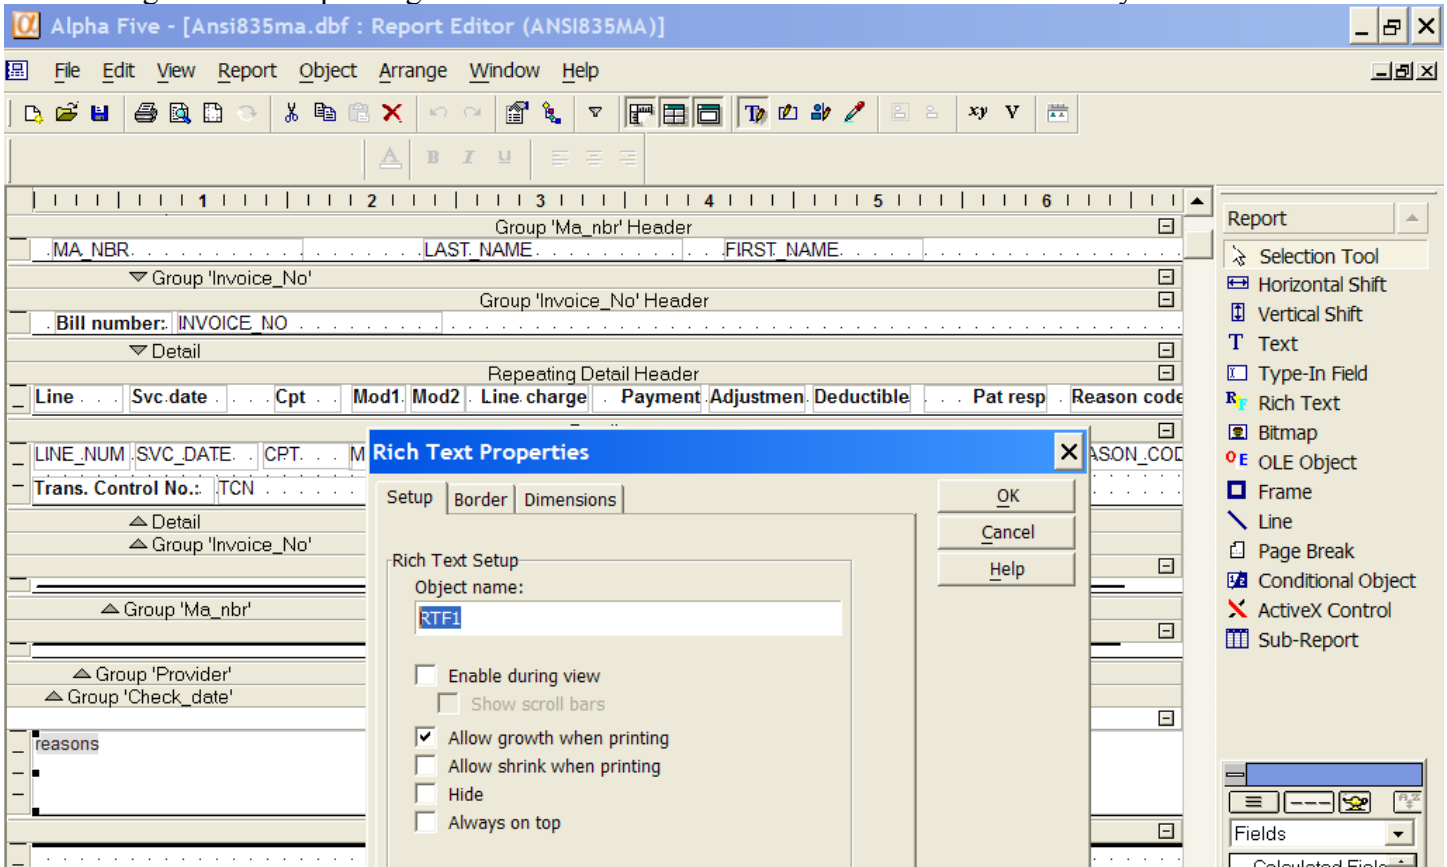 Alpha Five - [Ansi835ma.dbf : Report Editor (ANSI835MA)]
File Edit View Report Object Arrange Window Help
xy V
A B I U
1 2 3 4 5 6
Group 'Ma_nbr' Header
MA_NBR LAST_NAME FIRST_NAME
Group 'Invoice_No'
Group 'Invoice_No' Header
Bill number: INVOICE_NO
Detail
Repeating Detail Header
Line Svc.date Cpt Mod1 Mod2 Line charge Payment Adjustmen Deductible Pat resp Reason code
LINE_NUM SVC_DATE CPT M
Trans. Control No.: TCN
Detail
Group 'Invoice_No'
Group 'Ma_nbr'
Group 'Provider'
Group 'Check_date'
reasons
Rich Text Properties
Setup Border Dimensions
Rich Text Setup
Object name:
RTF1
Enable during view
Show scroll bars
Allow growth when printing
Allow shrink when printing
Hide
Always on top
OK
Cancel
Help
Report
Selection Tool
Horizontal Shift
Vertical Shift
T Text
Type-In Field
Rich Text
Bitmap
OLE Object
Frame
Line
Page Break
Conditional Object
ActiveX Control
Sub-Report
Fields